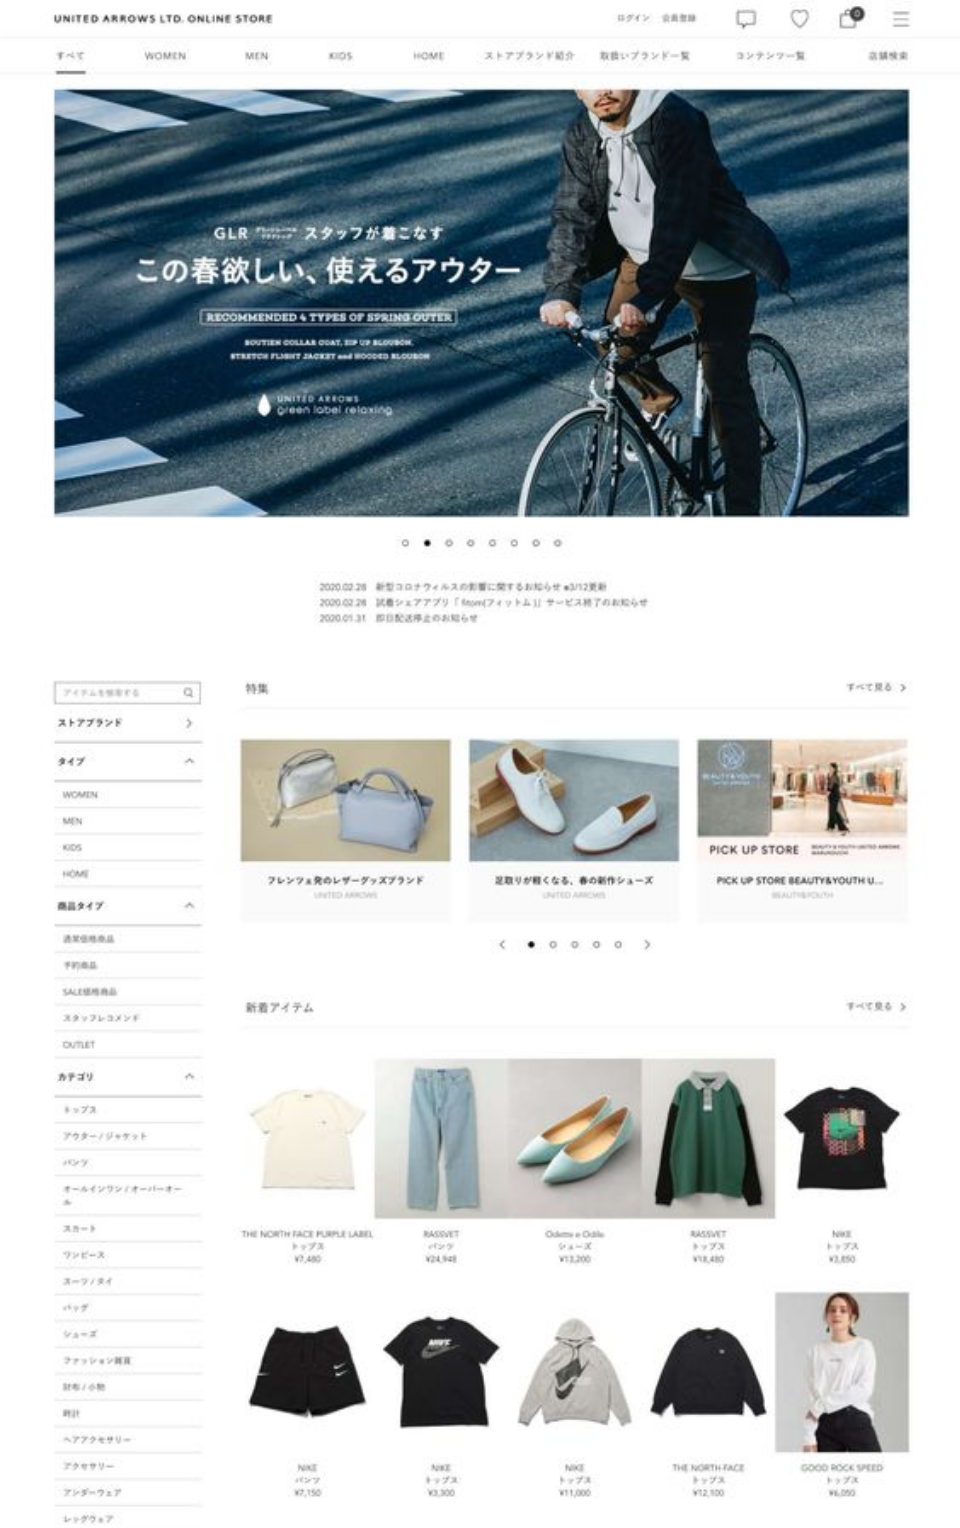 UNITED ARROWS LTD. ONLINE STORE
ログイン 会員登録
0
すべて WOMEN MEN KIDS HOME ストアブランド紹介 取扱いブランド一覧 コンテンツ一覧 店舗検索
GLR スタッフが着こなす
この春欲しい、使えるアウター
RECOMMENDED 4 TYPES OF SPRING OUTER
SOUTIEN COLLAR COAT, ZIP UP BLOUSON,
STRETCH FLIGHT JACKET and HOODED BLOUSON
UNITED ARROWS
green label relaxing
2020.02.28 新型コロナウィルスの影響に関するお知らせ ※3/12更新
2020.02.28 試着シェアアプリ「 fitom(フィットム )」サービス終了のお知らせ
2020.01.31 即日配送停止のお知らせ
アイテムを検索する
ストアブランド
タイプ
WOMEN
MEN
KIDS
HOME
商品タイプ
通常価格商品
予約商品
SALE価格商品
スタッフレコメンド
OUTLET
カテゴリ
トップス
アウター / ジャケット
パンツ
オールインワン / オーバーオー
ル
スカート
ワンピース
スーツ / タイ
バッグ
シューズ
ファッション雑貨
財布 / 小物
時計
ヘアアクセサリー
アクセサリー
アンダーウェア
レッグウェア
特集
すべて見る
BEAUTY&YOUTH
PICK UP STORE
BEAUTY & YOUTH UNITED ARROWS
MARUNOUCHI
フレンツェ発のレザーグッズブランド
UNITED ARROWS
足取りが軽くなる、春の新作シューズ
UNITED ARROWS
PICK UP STORE BEAUTY&YOUTH U...
BEAUTY&YOUTH
新着アイテム
すべて見る
THE NORTH FACE PURPLE LABEL
トップス
¥7,480
RASSVET
パンツ
¥24,948
Odette e Odile
シューズ
¥13,200
RASSVET
トップス
¥18,480
NIKE
トップス
¥3,850
NIKE
NIKE
パンツ
¥7,150
NIKE
トップス
¥3,300
NIKE
トップス
¥11,000
THE NORTH FACE
トップス
¥12,100
GOOD ROCK SPEED
トップス
¥6,050